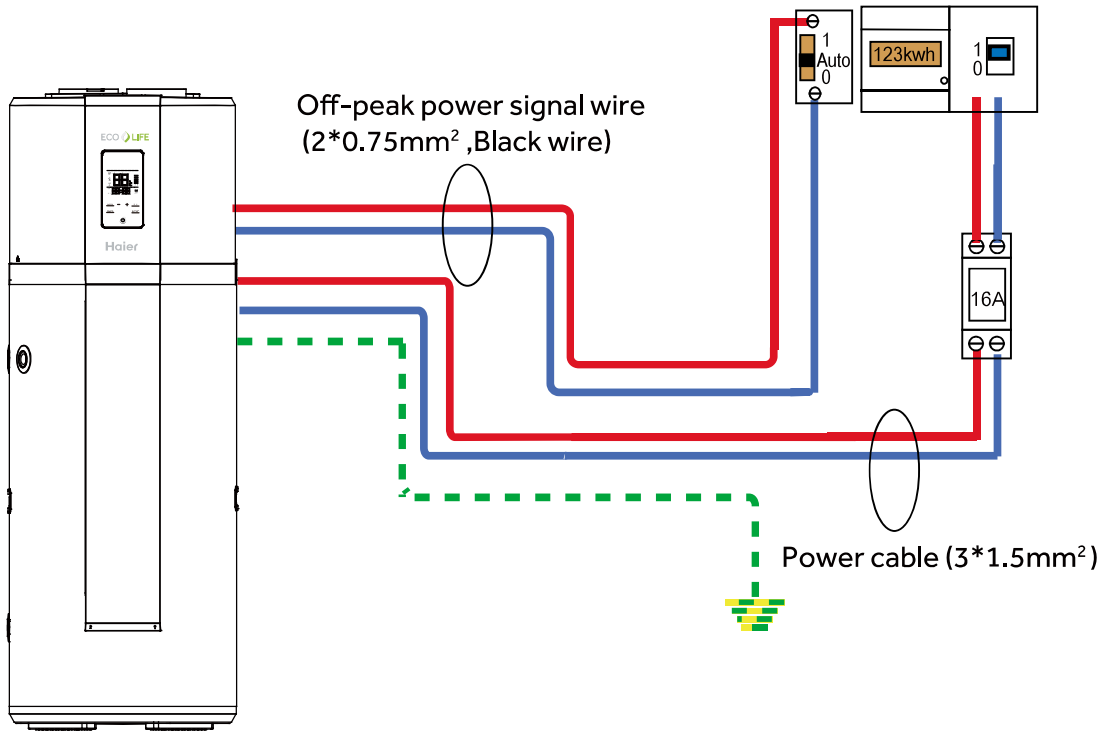 1
Auto
0
123kwh
1
0
Off-peak power signal wire
(2*0.75mm² ,Black wire)
ECO LIFE
Haier
16A
Power cable (3*1.5mm²)